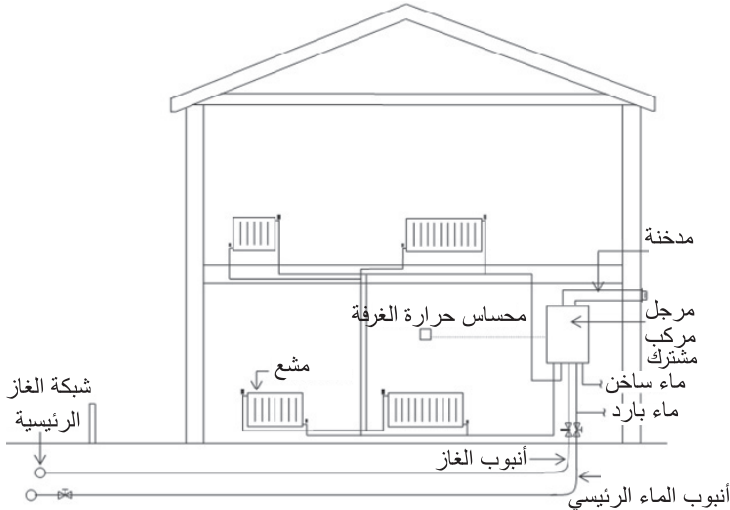 مدخنة
مرجل
مركب
مشترك
محساس حرارة الغرفة
مشع
ماء ساخن
ماء بارد
شبكة الغاز
الرئيسية
أنبوب الغاز
أنبوب الماء الرئيسي